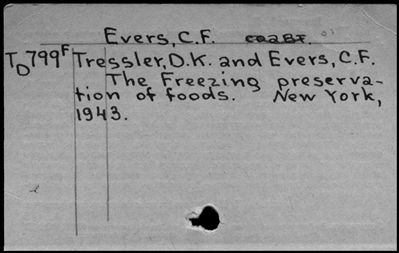 Evers, C.F.
TD799F Tressler, D.K. and Evers, C.F.
The Freezing preserva-
tion of foods. New York,
1943.